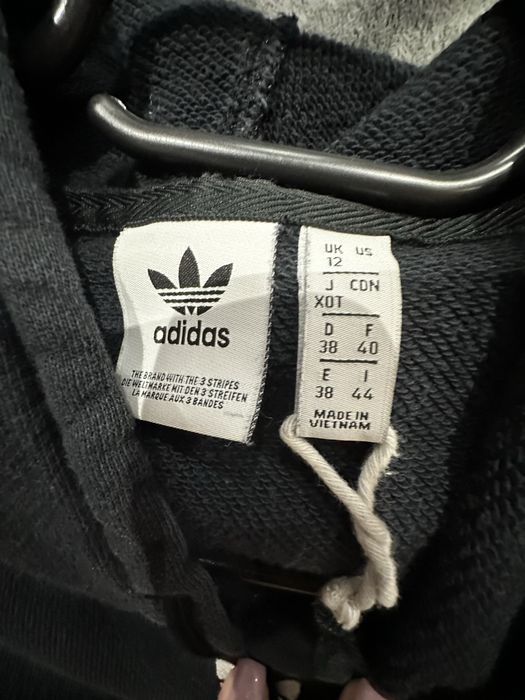 adidas
THE BRAND WITH THE 3 STRIPES
DIE WELTMARKE MIT DEN 3 STREIFEN
LA MARQUE AUX 3 BANDES
UK US
12
J CDN
XOT
D F
38 40
E I
38 44
MADE IN
VIETNAM